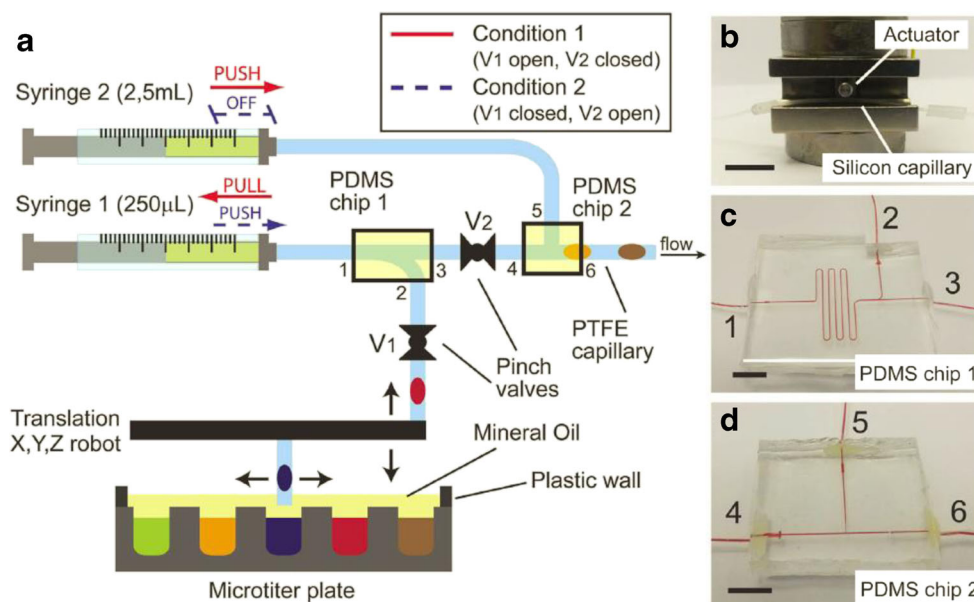 a
Syringe 2 (2,5mL)
PUSH
OFF
Condition 1
(V1 open, V2 closed)
Condition 2
(V1 closed, V2 open)
Syringe 1 (250μL)
PULL
PUSH
PDMS
chip 1
V2
5
PDMS
chip 2
flow
1
2
3
4
6
V1
Pinch
valves
PTFE
capillary
Translation
X,Y,Z robot
Mineral Oil
Plastic wall
Microtiter plate
b
Actuator
Silicon capillary
c
2
3
1
PDMS chip 1
d
5
4
6
PDMS chip 2